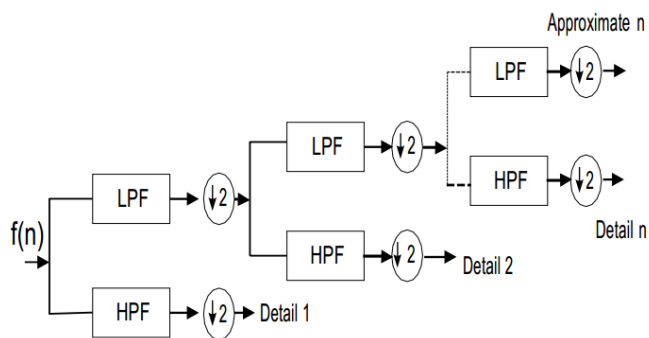 Approximate n
LPF
↓2
LPF
↓2
HPF
↓2
LPF
↓2
f(n)
Detail n
HPF
↓2
Detail 2
HPF
↓2
Detail 1